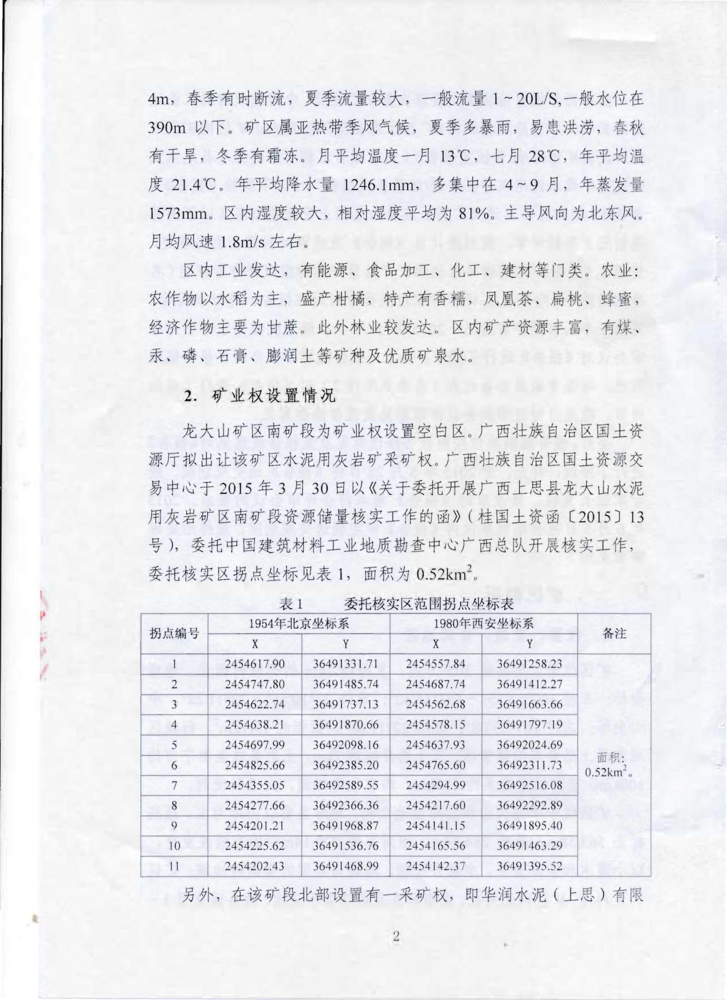 4m，春季有时断流，夏季流量较大，一般流量 1~20L/S,一般水位在
390m 以下。矿区属亚热带季风气候，夏季多暴雨，易患洪涝，春秋
有干旱，冬季有霜冻。月平均温度一月 13℃，七月 28℃，年平均温
度 21.4℃。年平均降水量 1246.1mm，多集中在 4~9 月，年蒸发量
1573mm。区内湿度较大，相对湿度平均为 81%。主导风向为北东风。
月均风速 1.8m/s 左右。
区内工业发达，有能源、食品加工、化工、建材等门类。农业：
农作物以水稻为主，盛产柑橘，特产有香糯，凤凰茶、扁桃、蜂蜜，
经济作物主要为甘蔗。此外林业较发达。区内矿产资源丰富，有煤、
汞、磷、石膏、膨润土等矿种及优质矿泉水。
2. 矿业权设置情况
龙大山矿区南矿段为矿业权设置空白区。广西壮族自治区国土资
源厅拟出让该矿区水泥用灰岩矿采矿权。广西壮族自治区国土资源交
易中心于 2015 年 3 月 30 日以《关于委托开展广西上思县龙大山水泥
用灰岩矿区南矿段资源储量核实工作的函》（桂国土资函〔2015〕13
号），委托中国建筑材料工业地质勘查中心广西总队开展核实工作，
委托核实区拐点坐标见表 1，面积为 0.52km²。
表 1 委托核实区范围拐点坐标表
拐点编号 1954年北京坐标系 1980年西安坐标系 备注
X Y X Y
1 2454617.90 36491331.71 2454557.84 36491258.23
2 2454747.80 36491485.74 2454687.74 36491412.27
3 2454622.74 36491737.13 2454562.68 36491663.66
4 2454638.21 36491870.66 2454578.15 36491797.19
5 2454697.99 36492098.16 2454637.93 36492024.69
6 2454825.66 36492385.20 2454765.60 36492311.73
面积：
0.52km²。
7 2454355.05 36492589.55 2454294.99 36492516.08
8 2454277.66 36492366.36 2454217.60 36492292.89
9 2454201.21 36491968.87 2454141.15 36491895.40
10 2454225.62 36491536.76 2454165.56 36491463.29
11 2454202.43 36491468.99 2454142.37 36491395.52
另外，在该矿段北部设置有一采矿权，即华润水泥（上思）有限
2